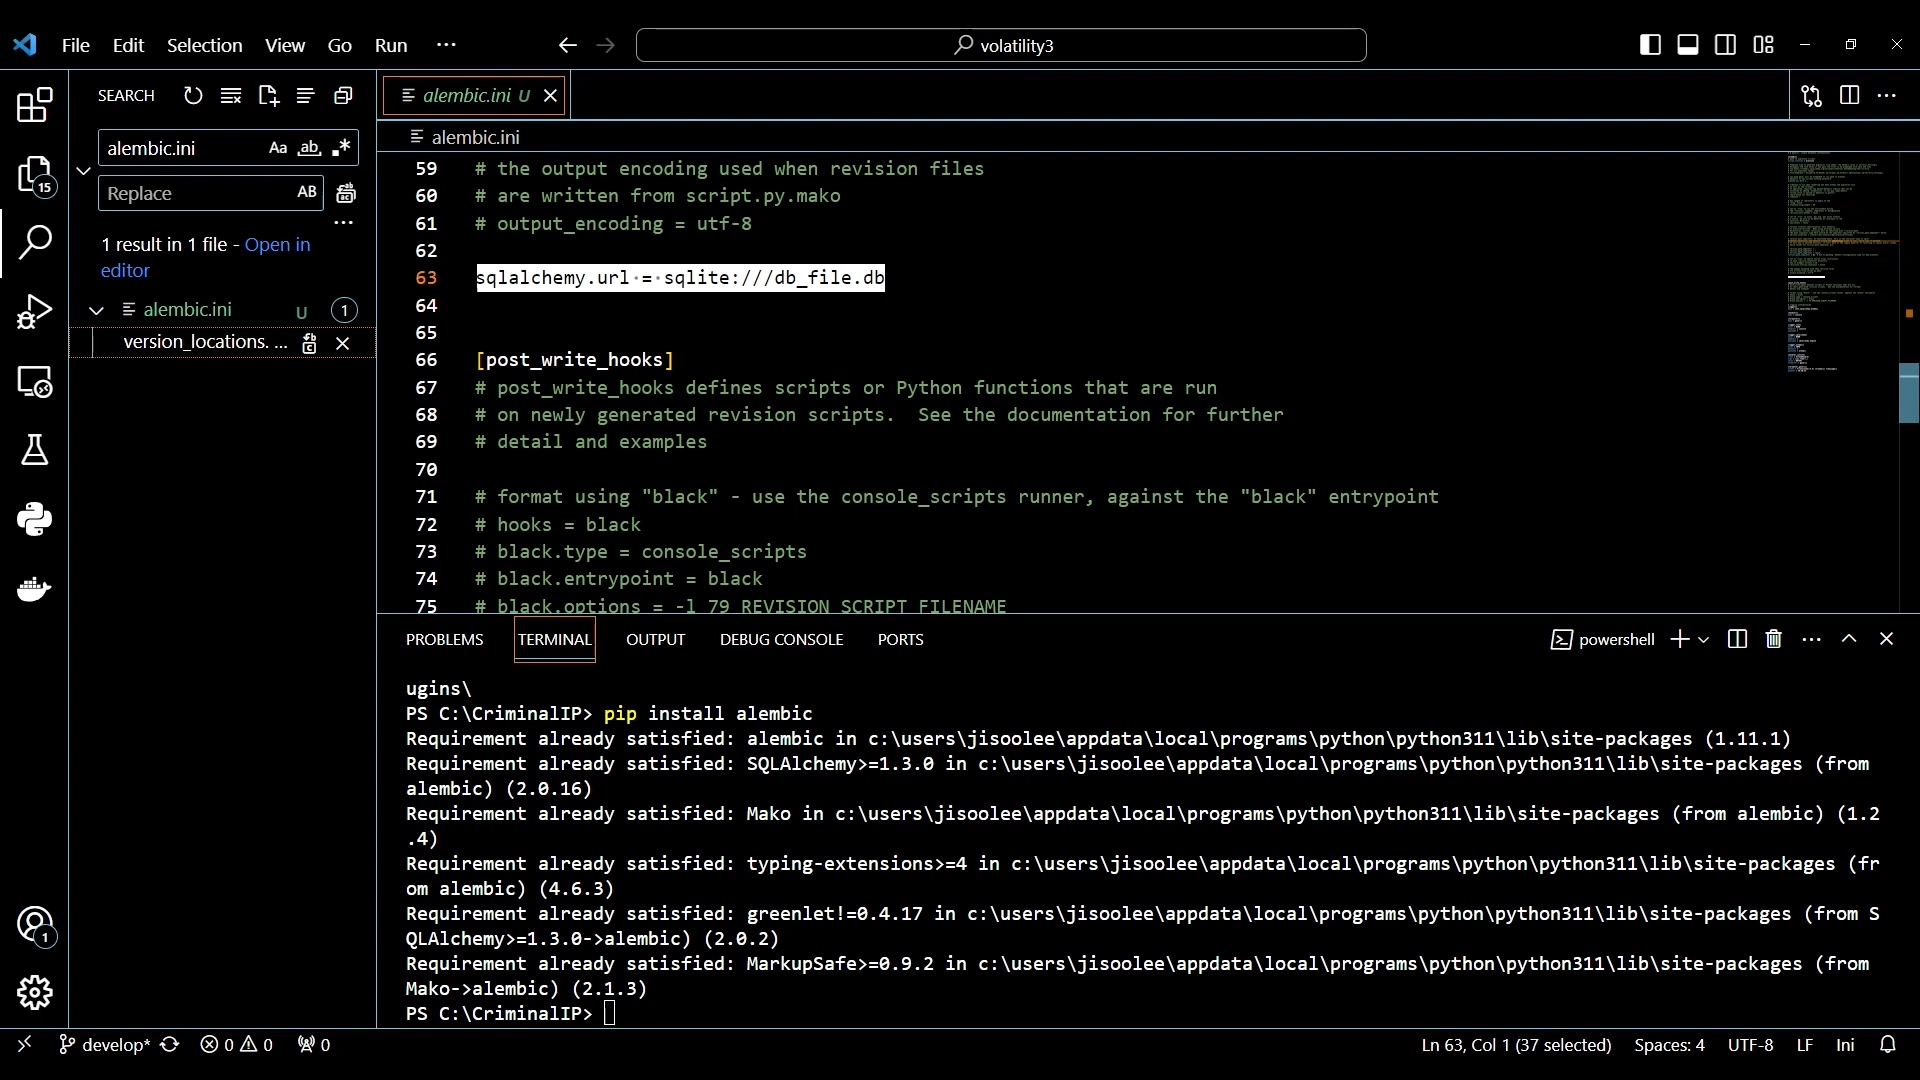 File Edit Selection View Go Run ...
volatility3
SEARCH
alembic.ini U
15
alembic.ini Aa ab
Replace AB
...
1 result in 1 file - Open in
editor
alembic.ini U 1
version_locations. ...
alembic.ini
59 # the output encoding used when revision files
60 # are written from script.py.mako
61 # output_encoding = utf-8
62
63 sqlalchemy.url = sqlite:///db_file.db
64
65
66 [post_write_hooks]
67 # post_write_hooks defines scripts or Python functions that are run
68 # on newly generated revision scripts.  See the documentation for further
69 # detail and examples
70
71 # format using "black" - use the console_scripts runner, against the "black" entrypoint
72 # hooks = black
73 # black.type = console_scripts
74 # black.entrypoint = black
75 # black.options = -l 79 REVISION_SCRIPT_FILENAME
PROBLEMS TERMINAL OUTPUT DEBUG CONSOLE PORTS
powershell
ugins\
PS C:\CriminalIP> pip install alembic
Requirement already satisfied: alembic in c:\users\jisoolee\appdata\local\programs\python\python311\lib\site-packages (1.11.1)
Requirement already satisfied: SQLAlchemy>=1.3.0 in c:\users\jisoolee\appdata\local\programs\python\python311\lib\site-packages (from
alembic) (2.0.16)
Requirement already satisfied: Mako in c:\users\jisoolee\appdata\local\programs\python\python311\lib\site-packages (from alembic) (1.2
.4)
Requirement already satisfied: typing-extensions>=4 in c:\users\jisoolee\appdata\local\programs\python\python311\lib\site-packages (fr
om alembic) (4.6.3)
Requirement already satisfied: greenlet!=0.4.17 in c:\users\jisoolee\appdata\local\programs\python\python311\lib\site-packages (from S
QLAlchemy>=1.3.0->alembic) (2.0.2)
Requirement already satisfied: MarkupSafe>=0.9.2 in c:\users\jisoolee\appdata\local\programs\python\python311\lib\site-packages (from
Mako->alembic) (2.1.3)
PS C:\CriminalIP>
1
develop* 0 0 0
Ln 63, Col 1 (37 selected) Spaces: 4 UTF-8 LF Ini